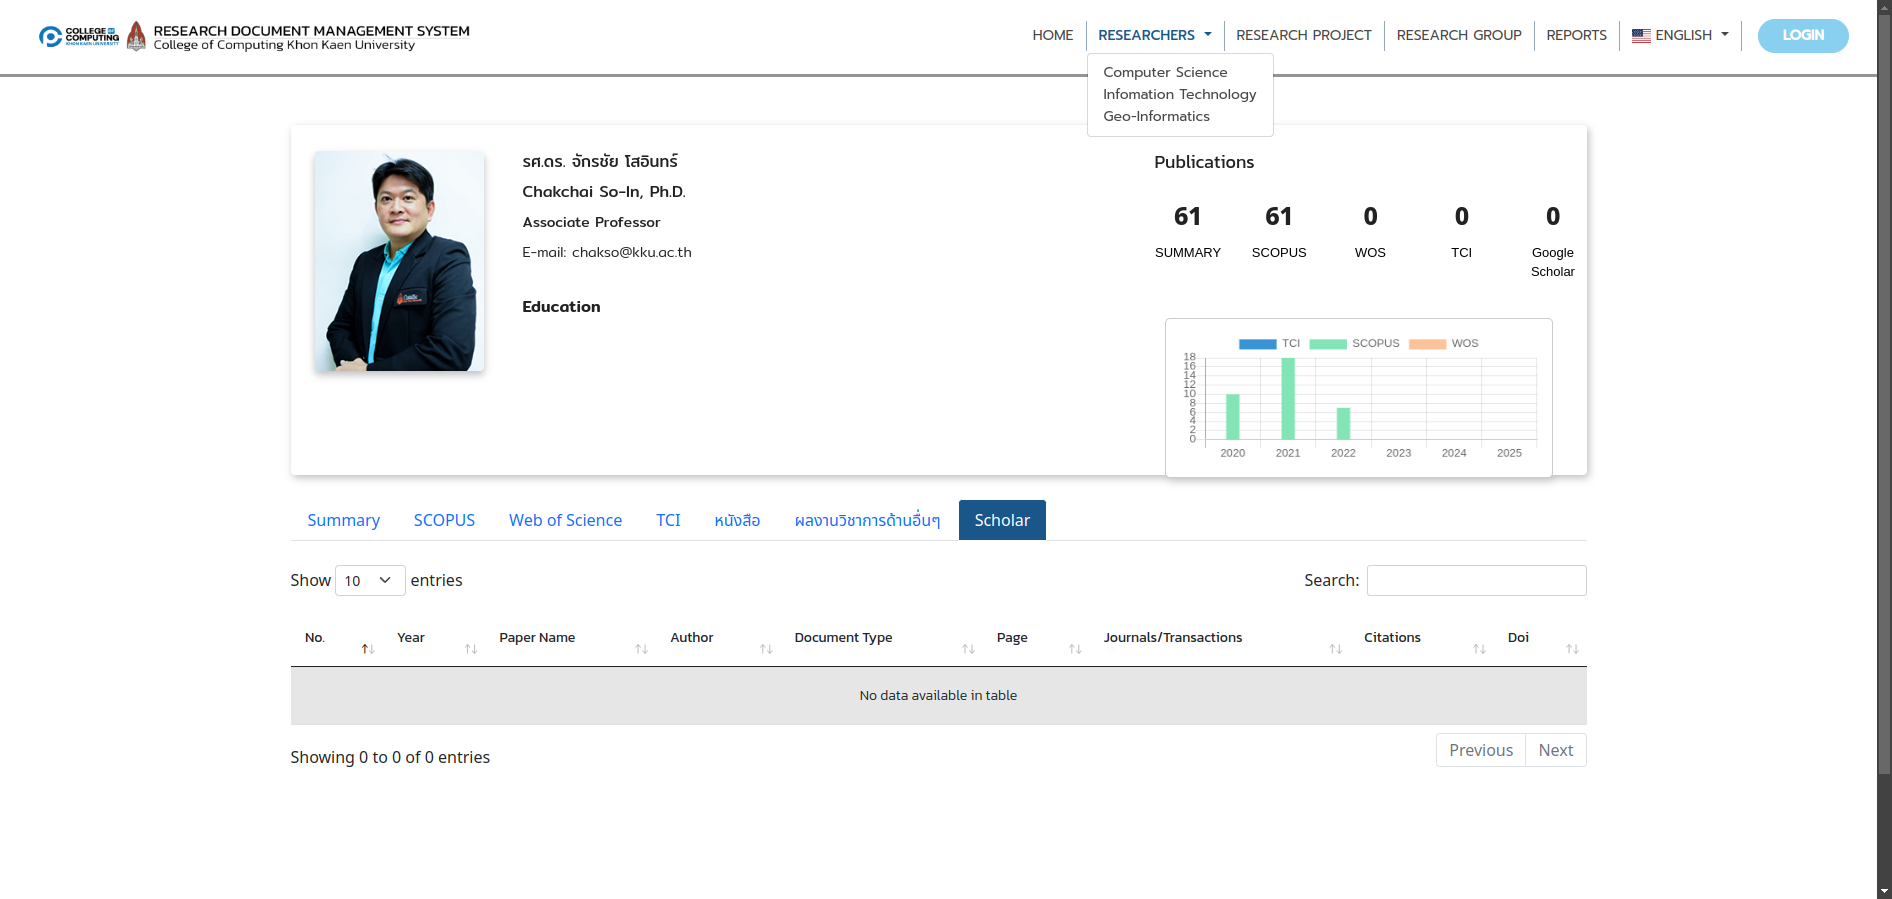 COLLEGE OF
COMPUTING
KHON KAEN UNIVERSITY
RESEARCH DOCUMENT MANAGEMENT SYSTEM
College of Computing Khon Kaen University
HOME
RESEARCHERS
RESEARCH PROJECT
RESEARCH GROUP
REPORTS
ENGLISH
LOGIN
Computer Science
Infomation Technology
Geo-Informatics
รศ.ดร. จักรชัย โสอินทร์
Chakchai So-In, Ph.D.
Associate Professor
E-mail: chakso@kku.ac.th
Education
Publications
61 61 0 0 0
SUMMARY SCOPUS WOS TCI Google
Scholar
TCI SCOPUS WOS
18
16
14
12
10
8
6
4
2
0
2020 2021 2022 2023 2024 2025
Summary SCOPUS Web of Science TCI หนังสือ ผลงานวิชาการด้านอื่นๆ Scholar
Show 10 entries
Search:
No. Year Paper Name Author Document Type Page Journals/Transactions Citations Doi
No data available in table
Showing 0 to 0 of 0 entries
Previous Next